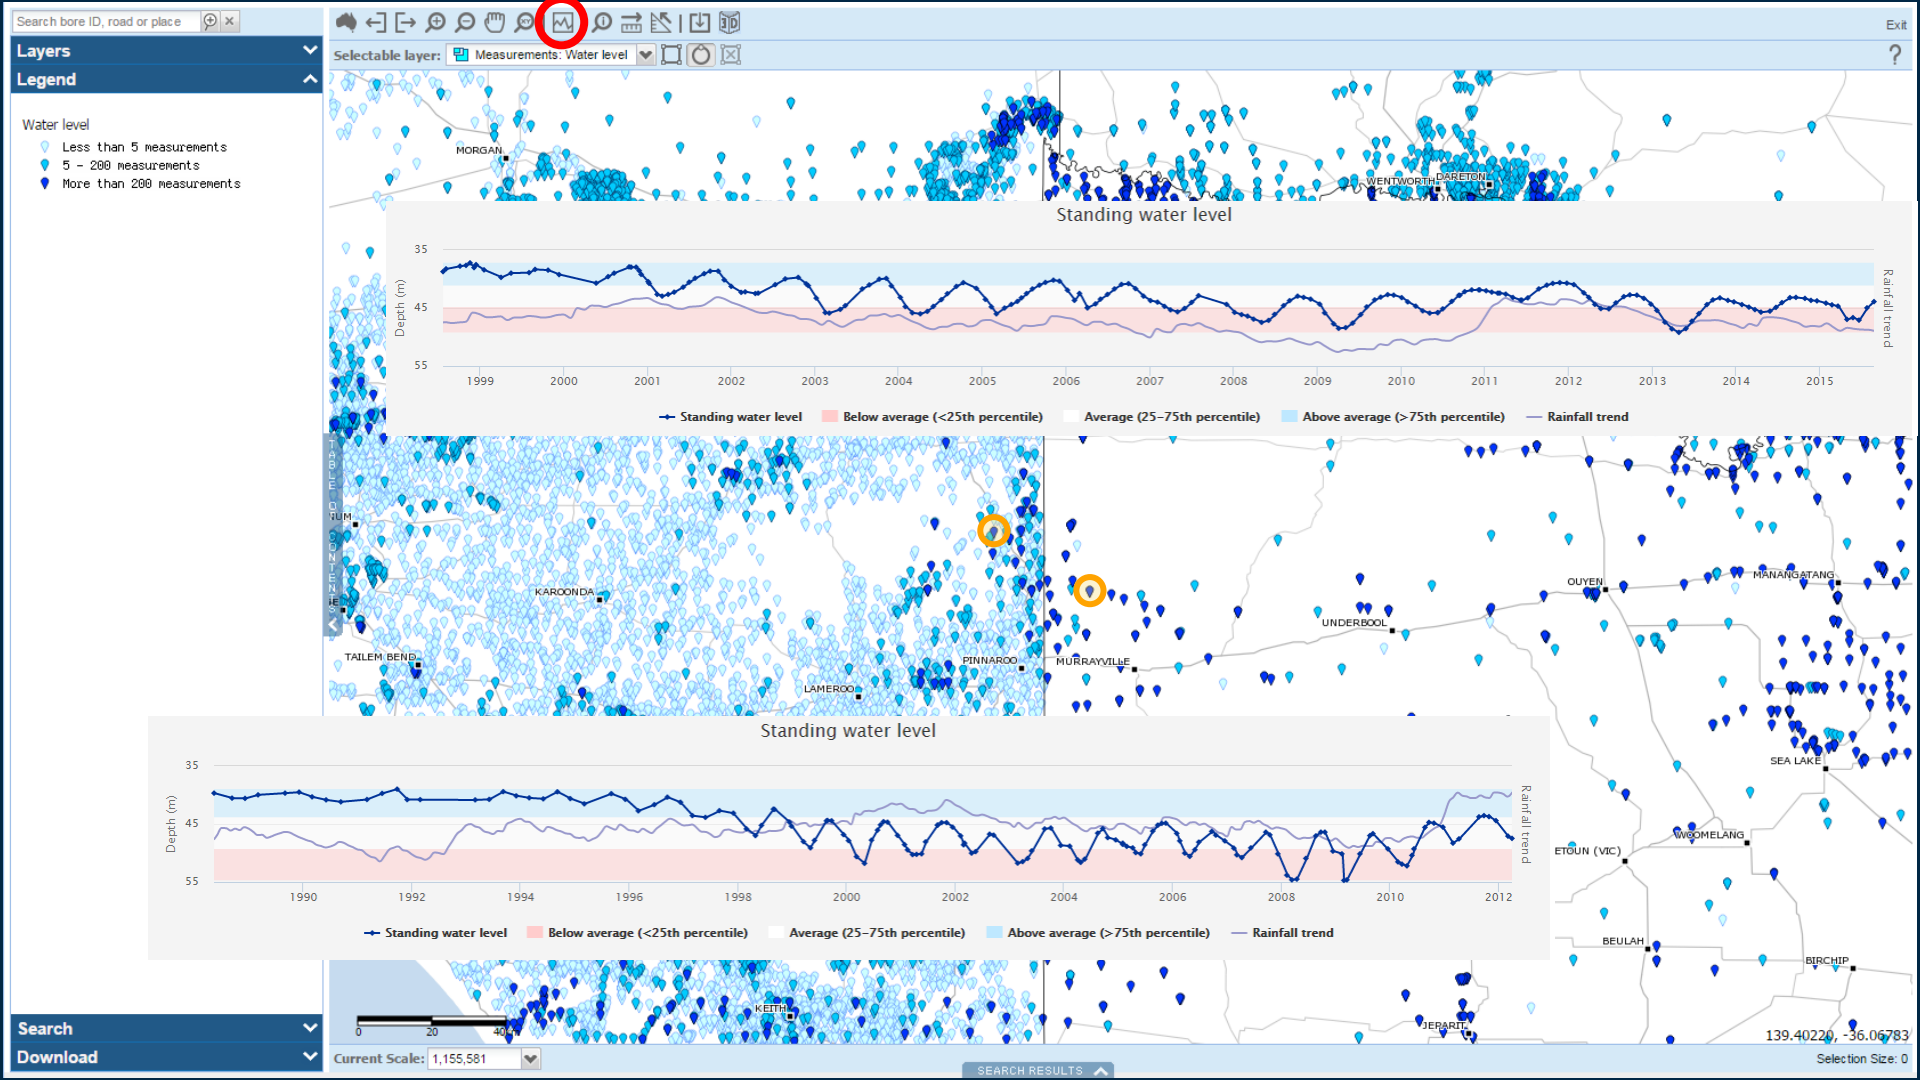 Search bore ID, road or place
Exit
Layers
Selectable layer: Measurements: Water level
?
Legend
Water level
Less than 5 measurements
5 - 200 measurements
More than 200 measurements
MORGAN
WENTWORTH
DARETON
Standing water level
35
45
55
Depth (m)
Rainfall trend
1999 2000 2001 2002 2003 2004 2005 2006 2007 2008 2009 2010 2011 2012 2013 2014 2015
Standing water level Below average (<25th percentile) Average (25-75th percentile) Above average (>75th percentile) Rainfall trend
TABLE OF CONTENTS
KAROONDA
OUYEN
MANANGATANG
UNDERBOOL
TAILEM BEND
PINNAROO
MURRAYVILLE
LAMEROO
Standing water level
35
45
55
Depth (m)
Rainfall trend
1990 1992 1994 1996 1998 2000 2002 2004 2006 2008 2010 2012
Standing water level Below average (<25th percentile) Average (25-75th percentile) Above average (>75th percentile) Rainfall trend
SEA LAKE
WOOMELANG
ETOUN (VIC)
BEULAH
BIRCHIP
KEITH
JEPARIT
0 20
Search
Download
139.40220, -36.06783
Current Scale: 1,155,581
Selection Size: 0
SEARCH RESULTS